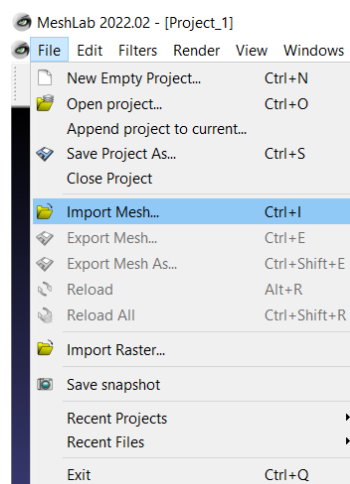 MeshLab 2022.02 - [Project_1]
File Edit Filters Render View Windows
New Empty Project... Ctrl+N
Open project... Ctrl+O
Append project to current...
Save Project As... Ctrl+S
Close Project
Import Mesh... Ctrl+I
Export Mesh... Ctrl+E
Export Mesh As... Ctrl+Shift+E
Reload Alt+R
Reload All Ctrl+Shift+R
Import Raster...
Save snapshot
Recent Projects
Recent Files
Exit Ctrl+Q